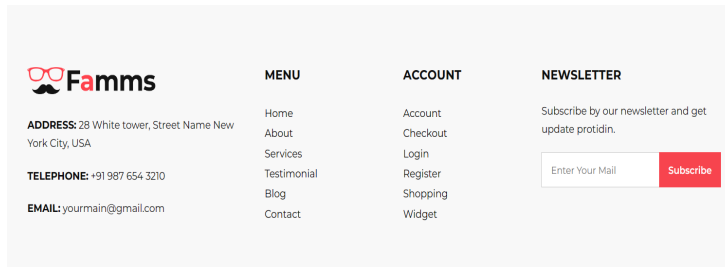 Famms
ADDRESS: 28 White tower, Street Name New
York City, USA
TELEPHONE: +91 987 654 3210
EMAIL: yourmain@gmail.com
MENU
Home
About
Services
Testimonial
Blog
Contact
ACCOUNT
Account
Checkout
Login
Register
Shopping
Widget
NEWSLETTER
Subscribe by our newsletter and get
update protidin.
Enter Your Mail
Subscribe